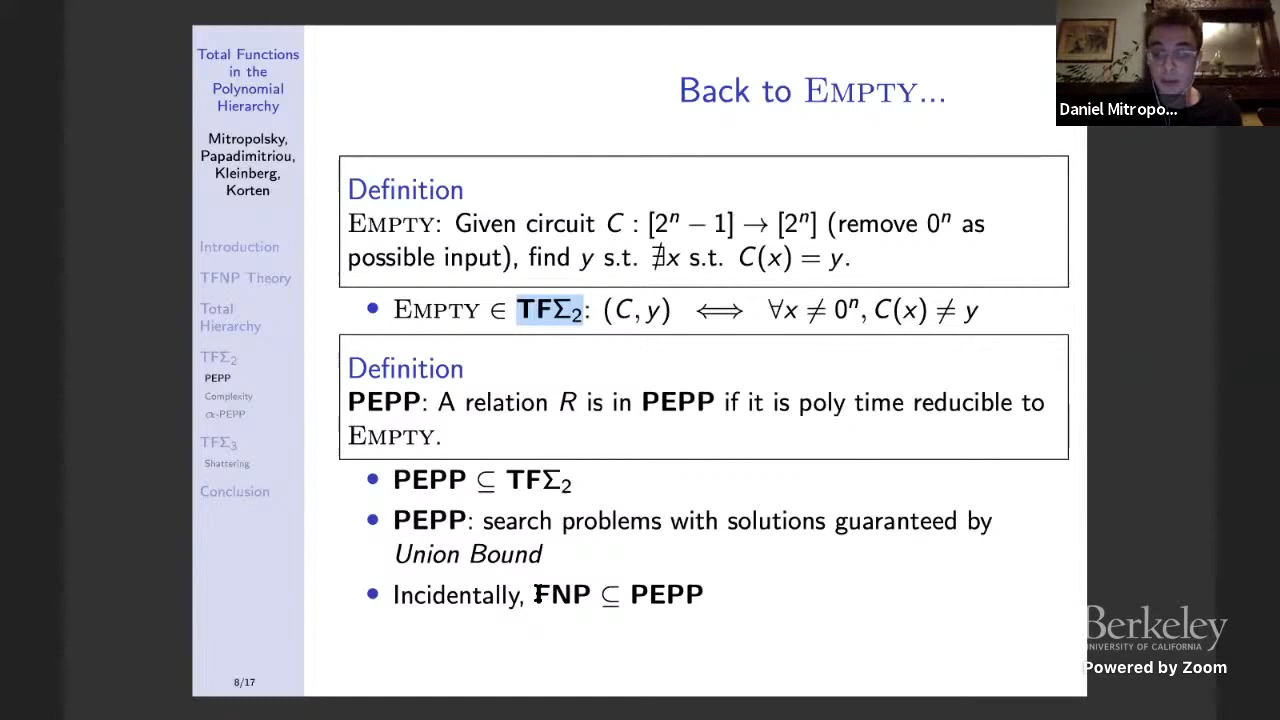 Total Functions
in the
Polynomial
Hierarchy
Mitropolsky,
Papadimitriou,
Kleinberg,
Korten
Introduction
TFNP Theory
Total
Hierarchy
TFΣ₂
PEPP
Complexity
α-PEPP
TFΣ₃
Shattering
Conclusion
8/17
Back to EMPTY...
Definition
EMPTY: Given circuit C : [2ⁿ − 1] → [2ⁿ] (remove 0ⁿ as
possible input), find y s.t. ∄x s.t. C(x) = y.
• EMPTY ∈ TFΣ₂: (C, y) ⟺ ∀x ≠ 0ⁿ, C(x) ≠ y
Definition
PEPP: A relation R is in PEPP if it is poly time reducible to
EMPTY.
• PEPP ⊆ TFΣ₂
• PEPP: search problems with solutions guaranteed by
Union Bound
• Incidentally, FNP ⊆ PEPP
Daniel Mitropo...
Berkeley
UNIVERSITY OF CALIFORNIA
Powered by Zoom